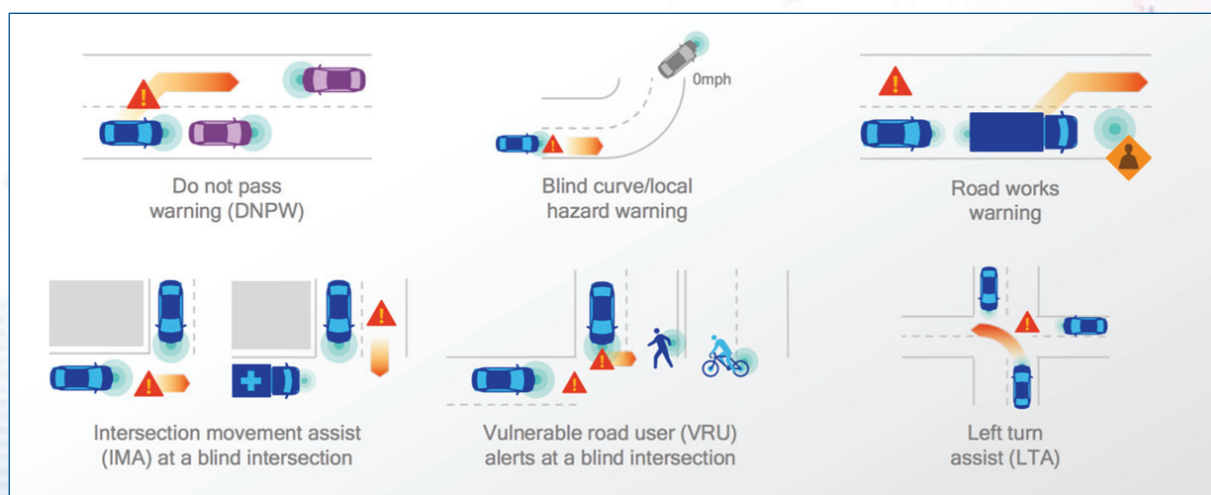 0mph
Do not pass
warning (DNPW)
Blind curve/local
hazard warning
Road works
warning
Intersection movement assist
(IMA) at a blind intersection
Vulnerable road user (VRU)
alerts at a blind intersection
Left turn
assist (LTA)